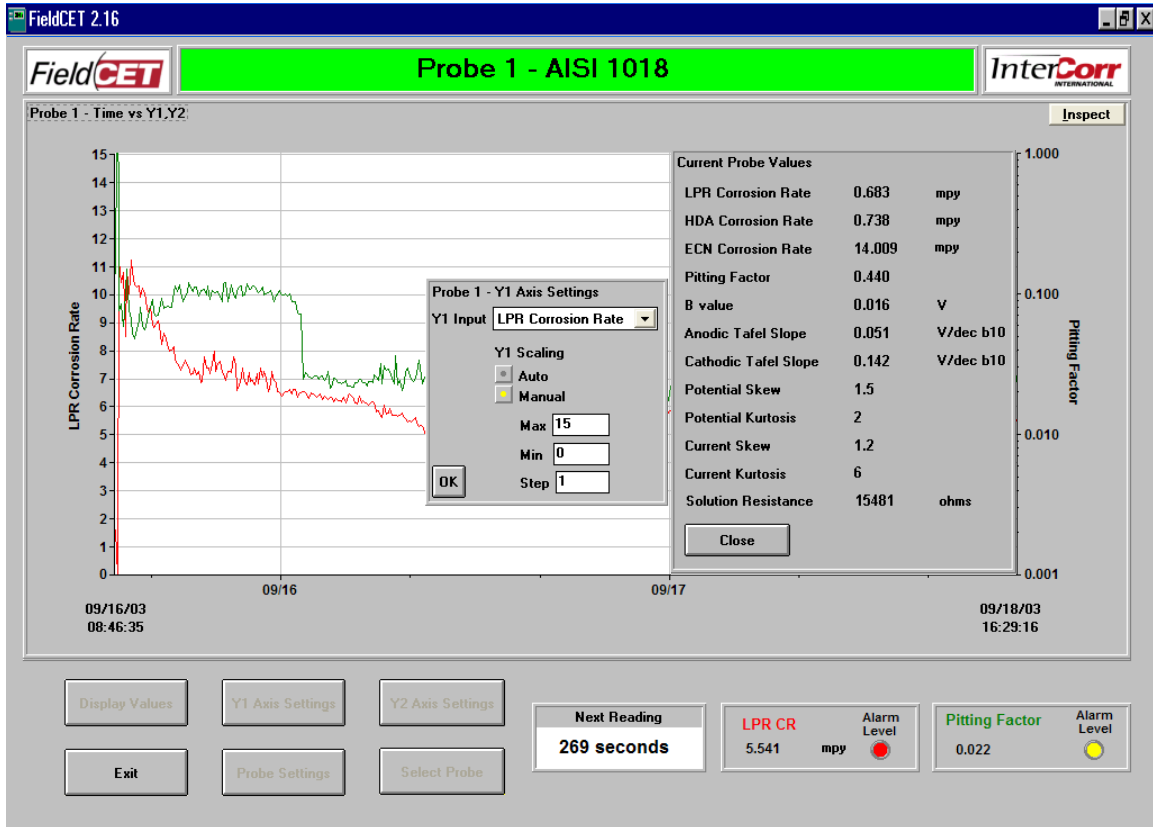 FieldCET 2.16
FieldCET
Probe 1 - AISI 1018
InterCorr
INTERNATIONAL
Probe 1 - Time vs Y1,Y2
Inspect
15
14
13
12
11
10
9
8
7
6
5
4
3
2
1
0
LPR Corrosion Rate
09/16
09/17
09/16/03
08:46:35
09/18/03
16:29:16
1.000
0.100
0.010
0.001
Pitting Factor
Probe 1 - Y1 Axis Settings
Y1 Input LPR Corrosion Rate
Y1 Scaling
Auto
Manual
Max 15
Min 0
Step 1
OK
Current Probe Values
LPR Corrosion Rate 0.683 mpy
HDA Corrosion Rate 0.738 mpy
ECN Corrosion Rate 14.009 mpy
Pitting Factor 0.440
B value 0.016 V
Anodic Tafel Slope 0.051 V/dec b10
Cathodic Tafel Slope 0.142 V/dec b10
Potential Skew 1.5
Potential Kurtosis 2
Current Skew 1.2
Current Kurtosis 6
Solution Resistance 15481 ohms
Close
Display Values
Y1 Axis Settings
Y2 Axis Settings
Exit
Probe Settings
Select Probe
Next Reading
269 seconds
LPR CR
5.541 mpy
Alarm
Level
Pitting Factor
0.022
Alarm
Level